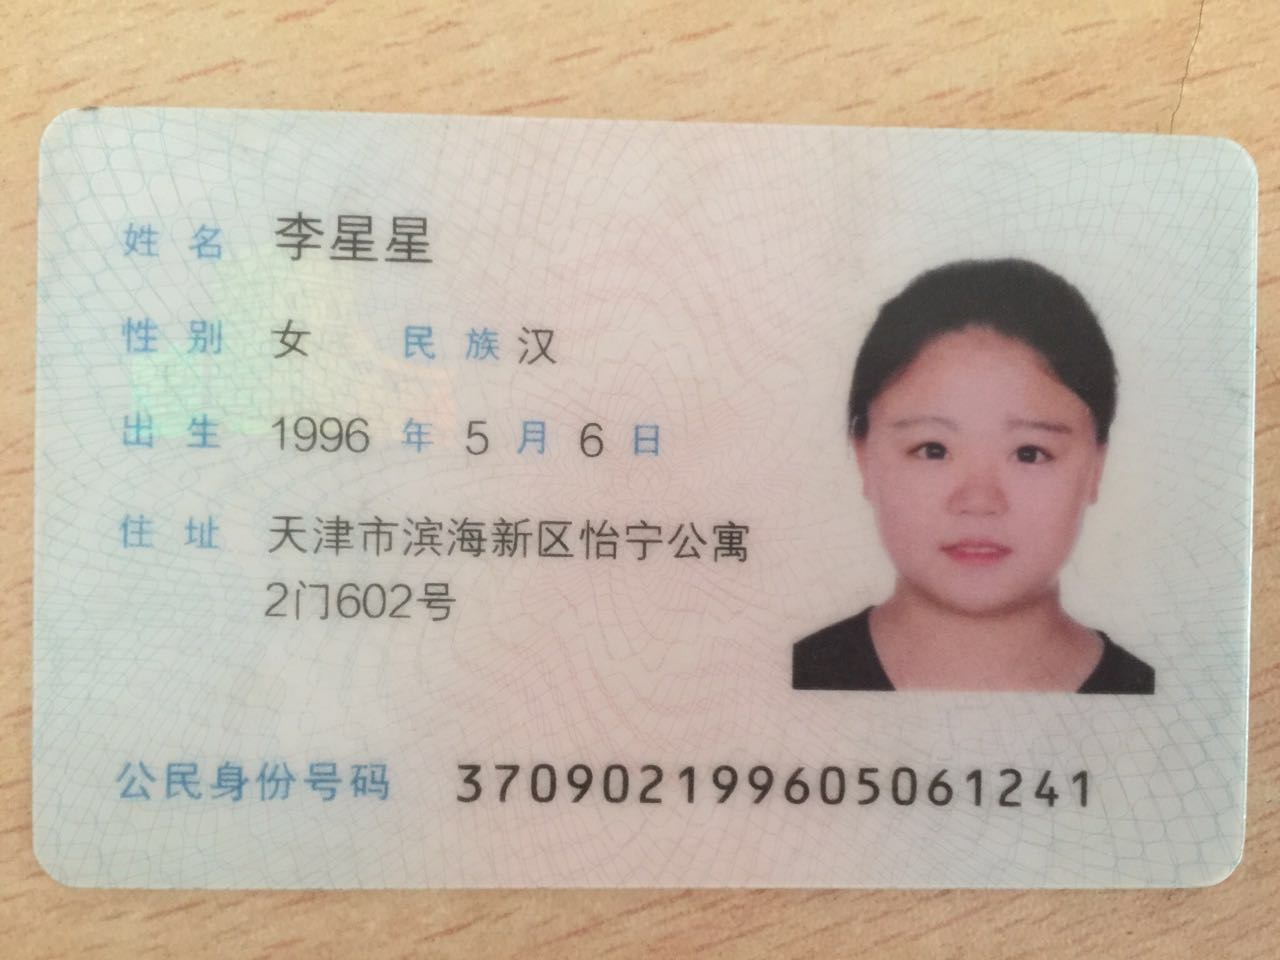 姓名 李星星
性别 女 民族 汉
出生 1996 年 5 月 6 日
住址 天津市滨海新区怡宁公寓
2门602号
公民身份号码 370902199605061241